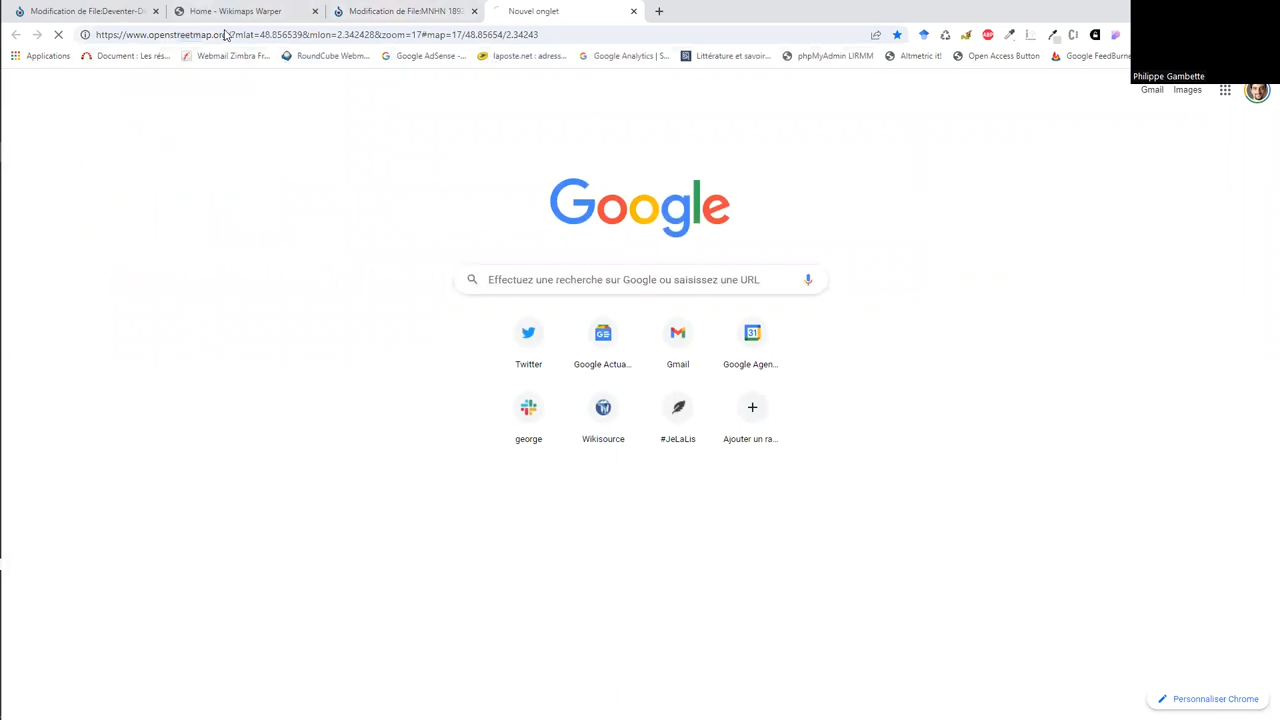 Modification de File:Deventer-D
Home - Wikimaps Warper
Modification de File:MNHN 1892
Nouvel onglet
https://www.openstreetmap.org/?mlat=48.856539&mlon=2.342428&zoom=17#map=17/48.85654/2.34243
Applications
Document : Les rés...
Webmail Zimbra Fr...
RoundCube Webm...
Google AdSense -...
laposte.net : adress...
Google Analytics | S...
Littérature et savoir...
phpMyAdmin LIRMM
Altmetric it!
Open Access Button
Google FeedBurne
Philippe Gambette
Gmail
Images
Google
Effectuez une recherche sur Google ou saisissez une URL
Twitter
Google Actua...
Gmail
Google Agen...
george
Wikisource
#JeLaLis
Ajouter un ra...
Personnaliser Chrome